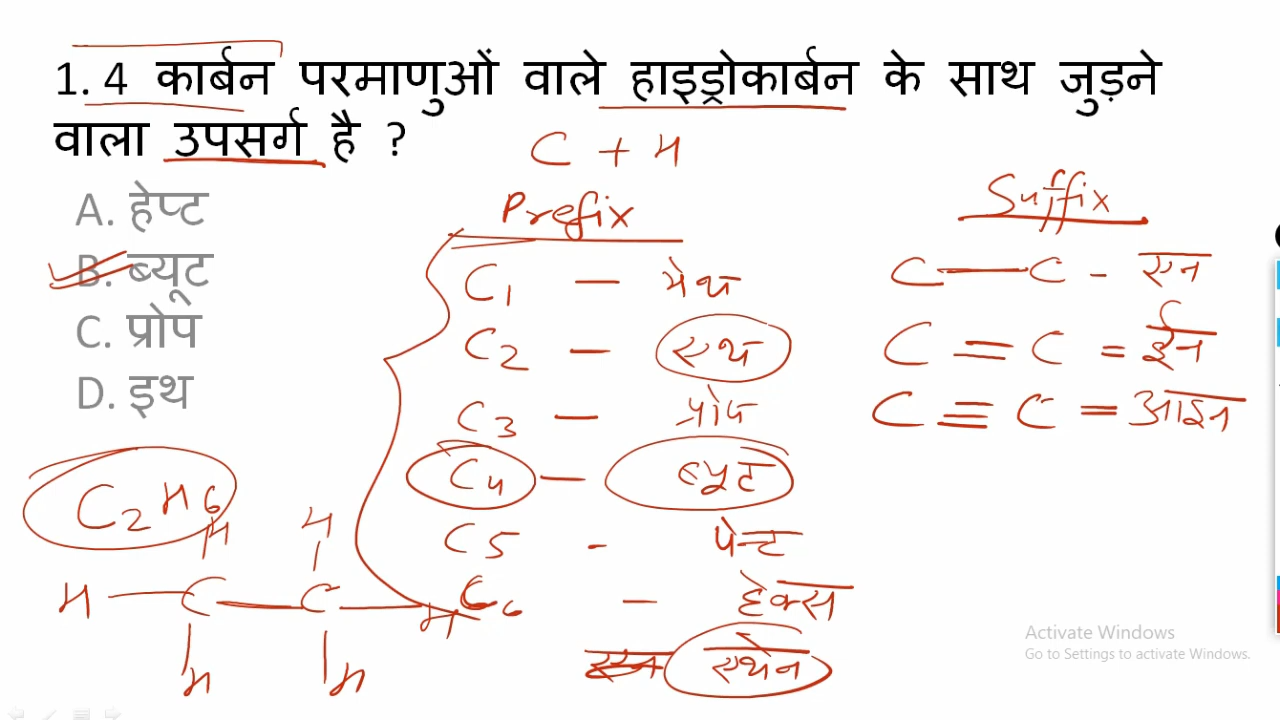 1. 4 कार्बन परमाणुओं वाले हाइड्रोकार्बन के साथ जुड़ने
वाला उपसर्ग है ?
C + H
A. हेप्ट
B. ब्यूट
C. प्रोप
D. इथ
Prefix
C1 — मेथ
C2 — एथ
C3 — प्रोप
C4 — ब्यूट
C5 - पेन्ट
C6 — हेक्स
एथेन
Suffix
C—C - एन
C = C = ईन
C ≡ C = आइन
C2H6
H H
H — C — C — H
H H
Activate Windows
Go to Settings to activate Windows.